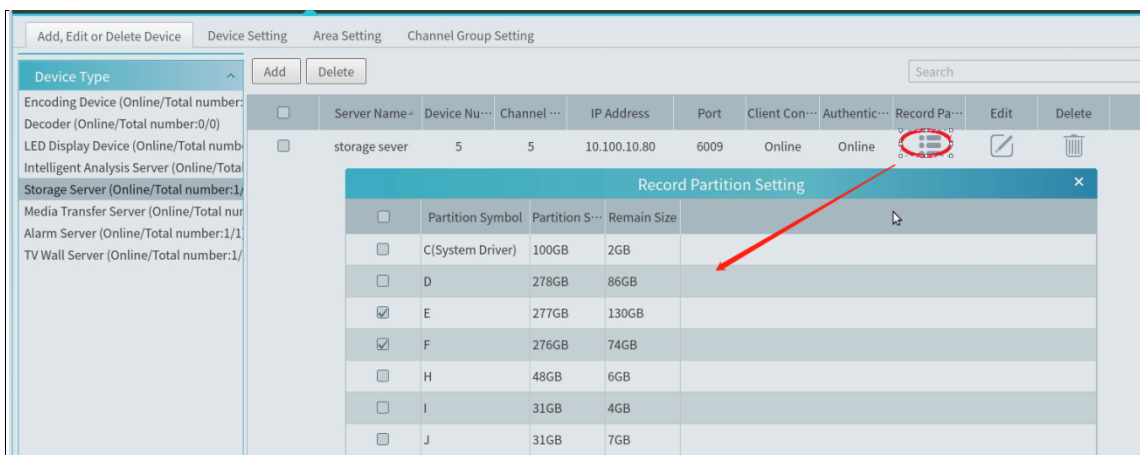 Add, Edit or Delete Device Device Setting Area Setting Channel Group Setting
Device Type
Add Delete Search
Encoding Device (Online/Total number:
Decoder (Online/Total number:0/0)
LED Display Device (Online/Total numb
Intelligent Analysis Server (Online/Total
Storage Server (Online/Total number:1/
Media Transfer Server (Online/Total nur
Alarm Server (Online/Total number:1/1)
TV Wall Server (Online/Total number:1/
Server Name Device Nu··· Channel ··· IP Address Port Client Con··· Authentic··· Record Pa··· Edit Delete
storage sever 5 5 10.100.10.80 6009 Online Online
Record Partition Setting
Partition Symbol Partition S··· Remain Size
C(System Driver) 100GB 2GB
D 278GB 86GB
E 277GB 130GB
F 276GB 74GB
H 48GB 6GB
I 31GB 4GB
J 31GB 7GB